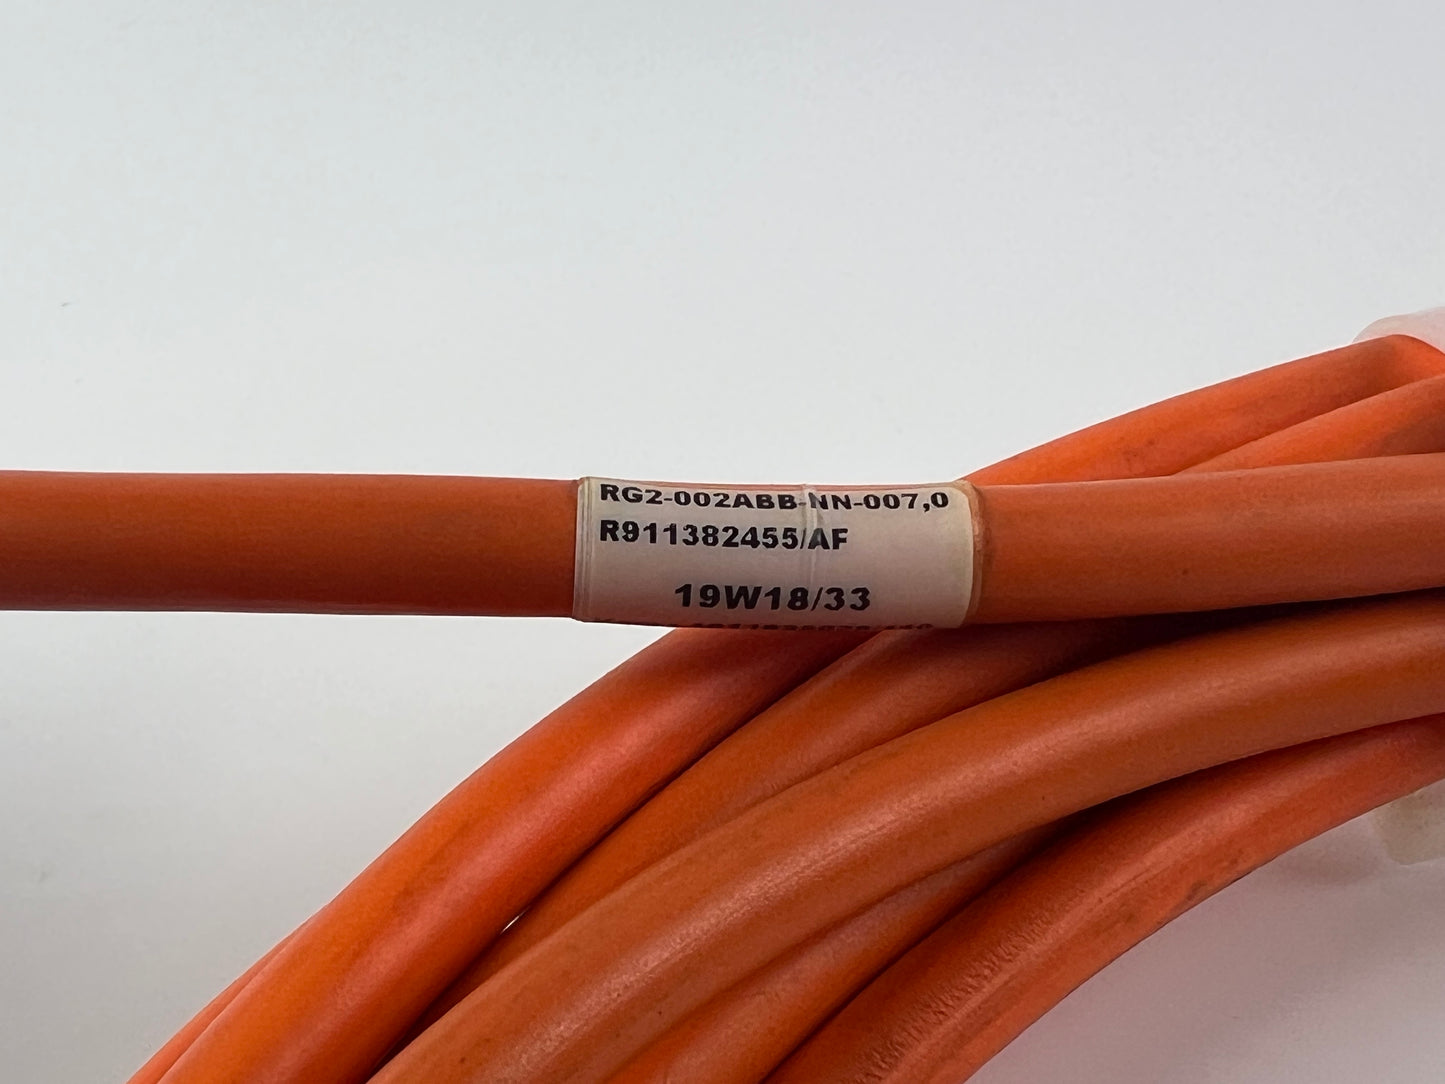 RG2-002ABB-NN-007,0
R911382455/AF
19W18/33